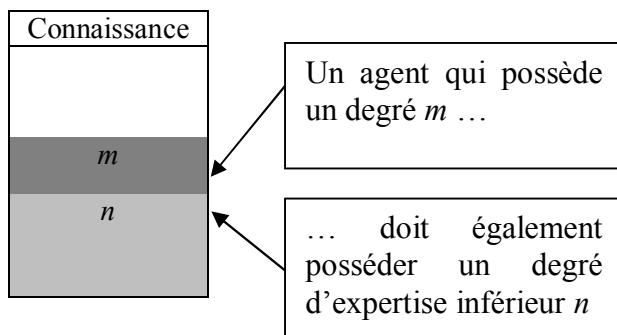 Connaissance
m
n
Un agent qui possède
un degré m …
… doit également
posséder un degré
d’expertise inférieur n